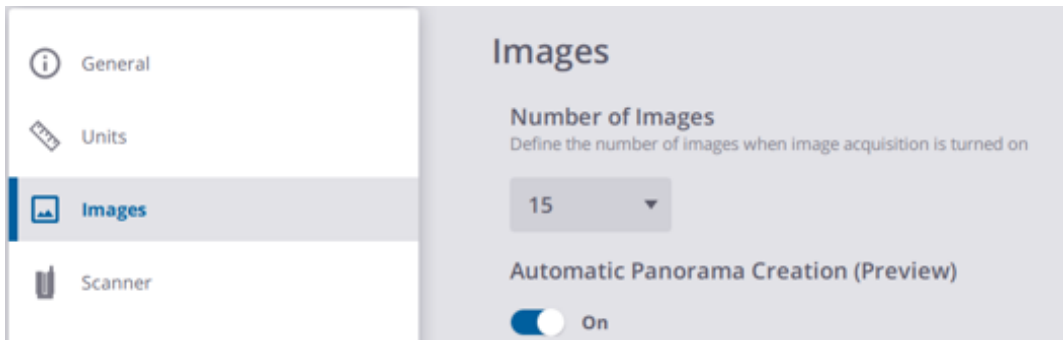 General
Units
Images
Scanner
Images
Number of Images
Define the number of images when image acquisition is turned on
15
Automatic Panorama Creation (Preview)
On